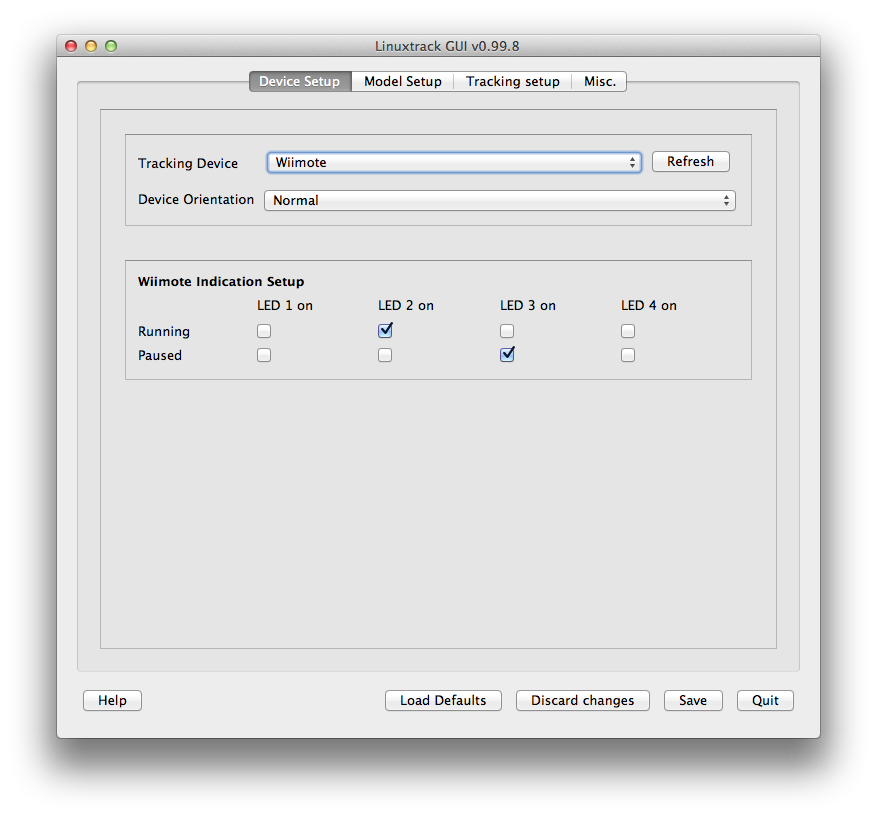 Linuxtrack GUI v0.99.8
Device Setup Model Setup Tracking setup Misc.
Tracking Device Wiimote Refresh
Device Orientation Normal
Wiimote Indication Setup
LED 1 on LED 2 on LED 3 on LED 4 on
Running
Paused
Help Load Defaults Discard changes Save Quit